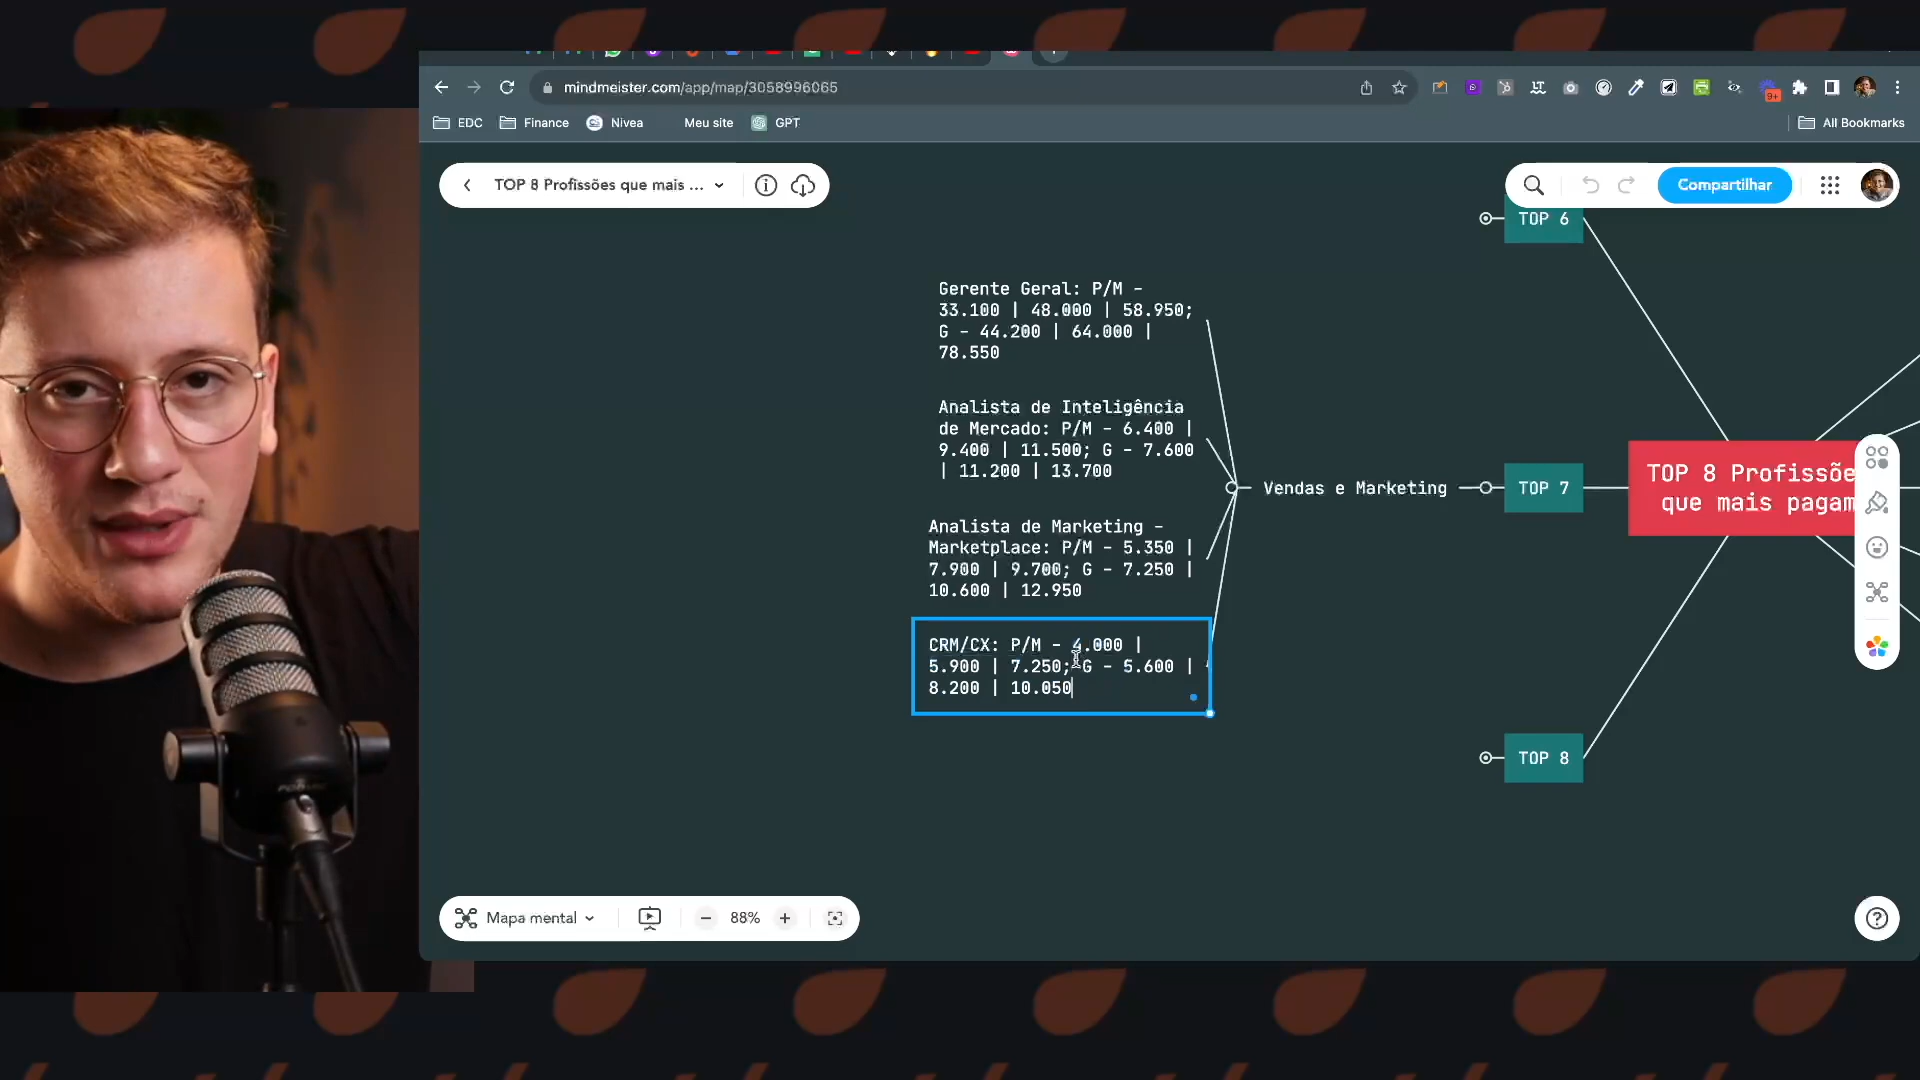 mindmeister.com/app/map/3058996065
9+
EDC
Finance
Nivea
Meu site
GPT
All Bookmarks
TOP 8 Profissões que mais ...
Compartilhar
TOP 6
Gerente Geral: P/M -
33.100 | 48.000 | 58.950;
G - 44.200 | 64.000 |
78.550
Analista de Inteligência
de Mercado: P/M - 6.400 |
9.400 | 11.500; G - 7.600
| 11.200 | 13.700
Analista de Marketing -
Marketplace: P/M - 5.350 |
7.900 | 9.700; G - 7.250 |
10.600 | 12.950
CRM/CX: P/M - 4.000 |
5.900 | 7.250; G - 5.600 |
8.200 | 10.050
Vendas e Marketing
TOP 7
TOP 8 Profissõe
que mais pagam
TOP 8
Mapa mental
88%